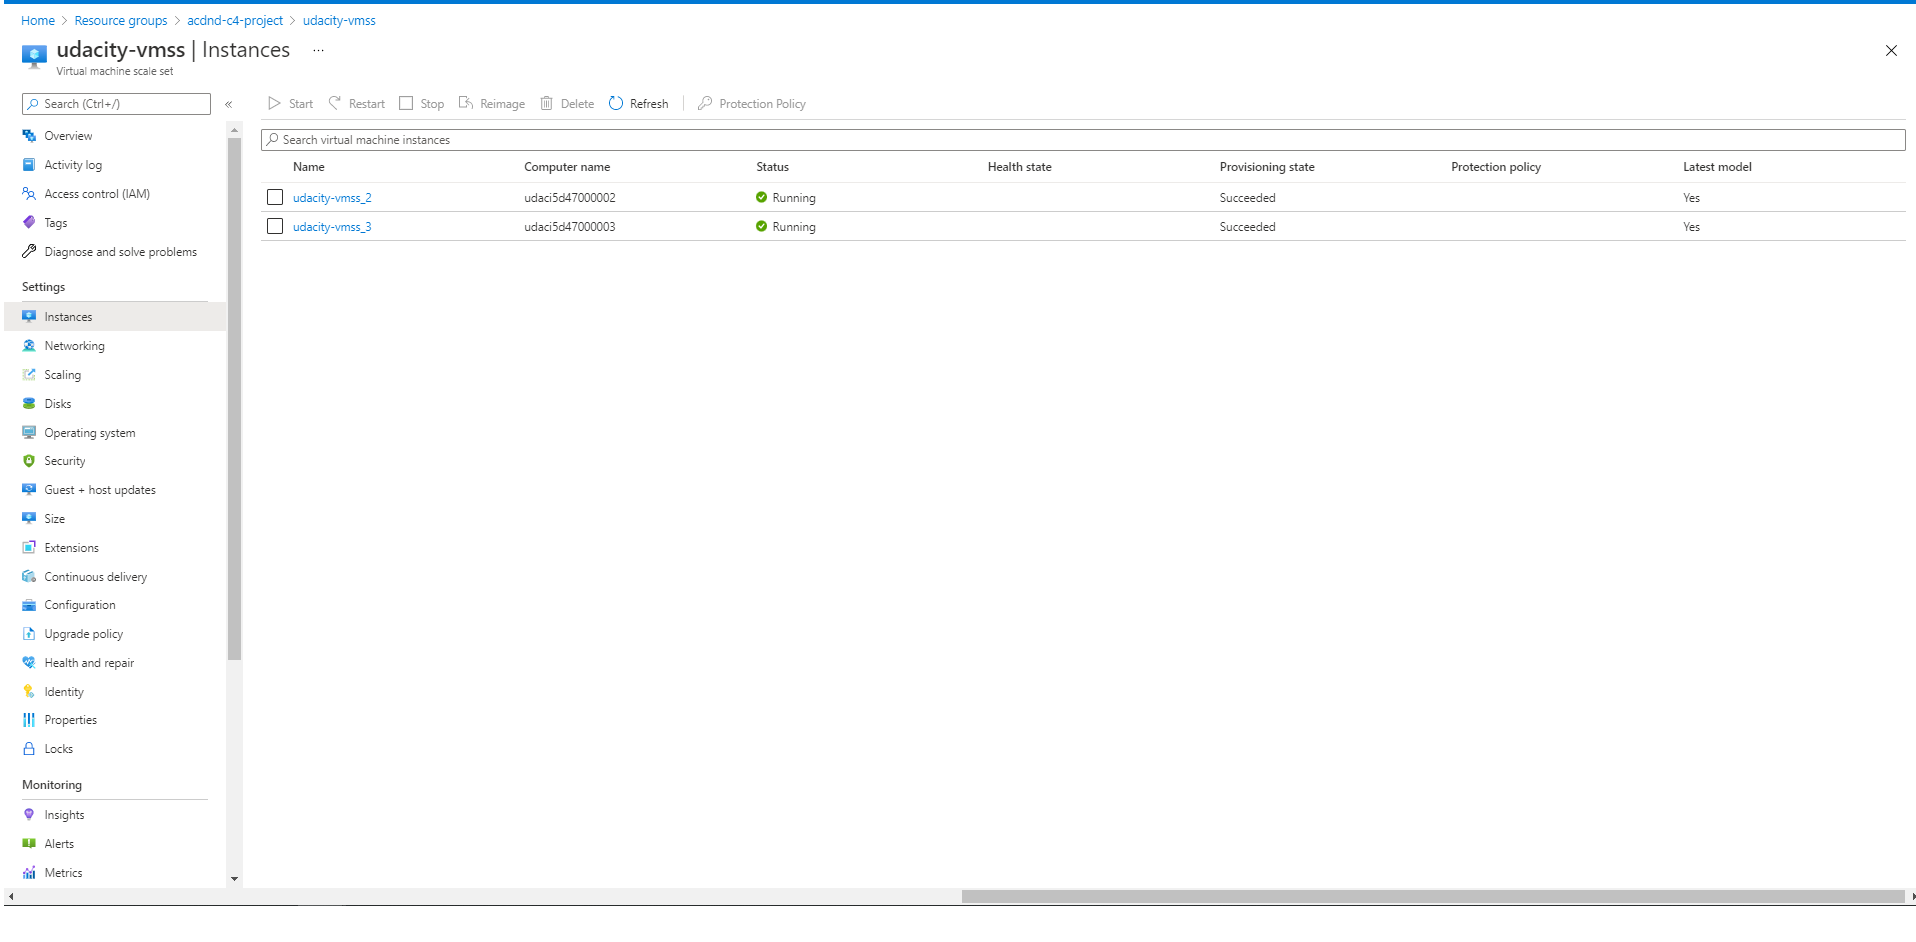 Home > Resource groups > acdnd-c4-project > udacity-vmss
udacity-vmss | Instances ...
Virtual machine scale set
Search (Ctrl+/) «
Start Restart Stop Reimage Delete Refresh Protection Policy
Search virtual machine instances
Name Computer name Status Health state Provisioning state Protection policy Latest model
udacity-vmss_2 udaci5d47000002 Running Succeeded Yes
udacity-vmss_3 udaci5d47000003 Running Succeeded Yes
Overview
Activity log
Access control (IAM)
Tags
Diagnose and solve problems
Settings
Instances
Networking
Scaling
Disks
Operating system
Security
Guest + host updates
Size
Extensions
Continuous delivery
Configuration
Upgrade policy
Health and repair
Identity
Properties
Locks
Monitoring
Insights
Alerts
Metrics